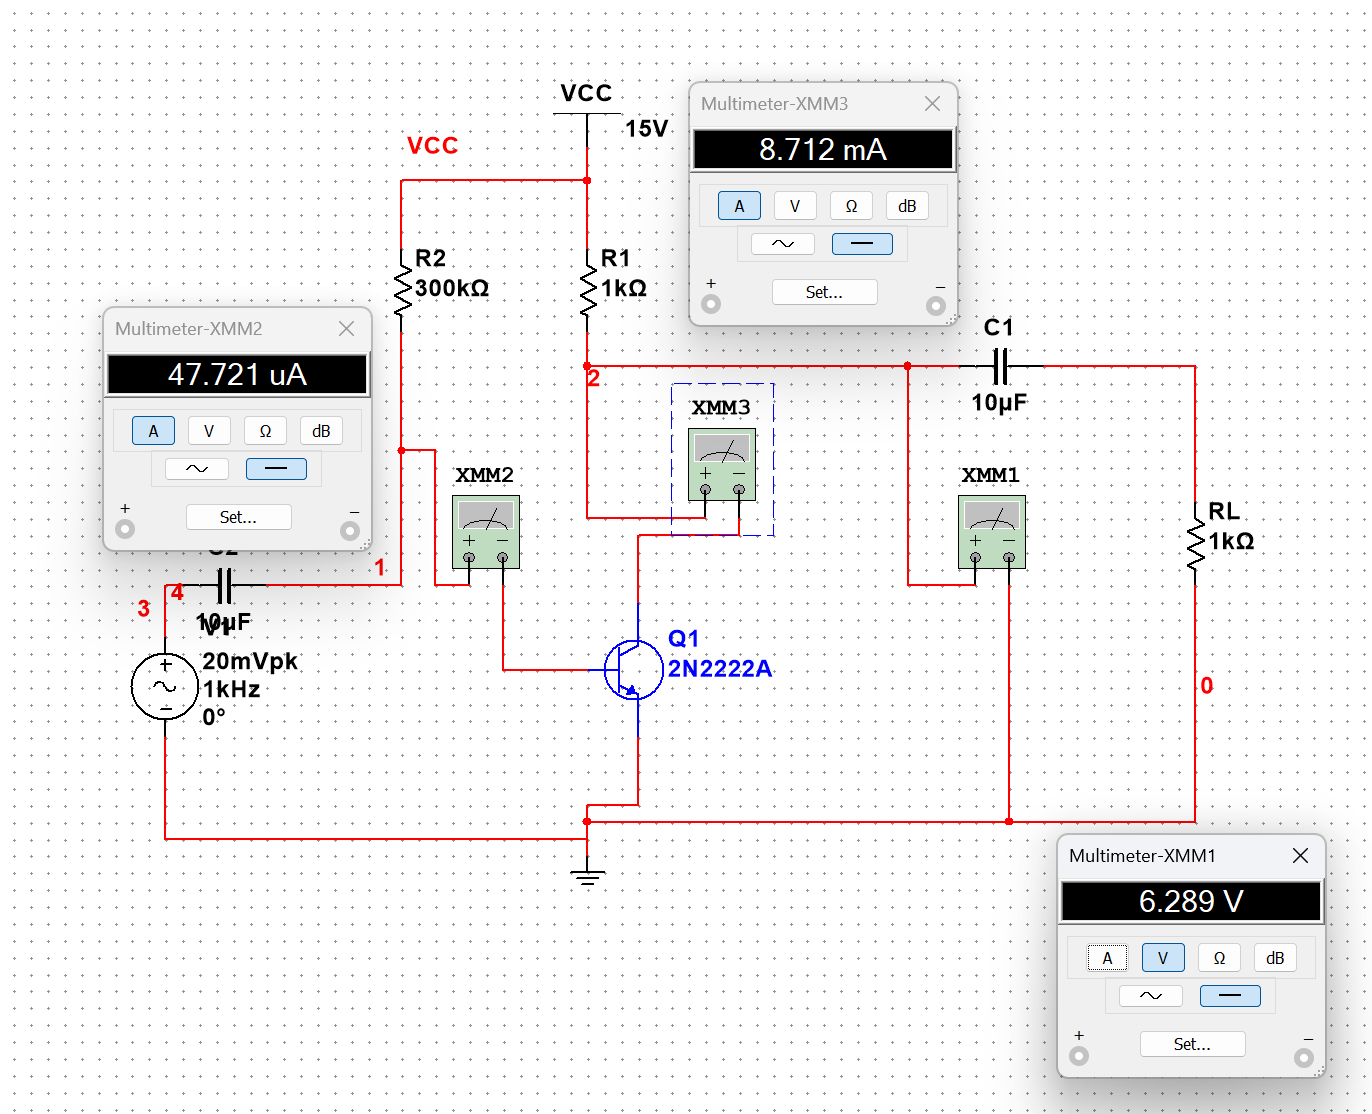 VCC
15V
VCC
Multimeter-XMM3
8.712 mA
A V Ω dB
+ −
Set...
R2
300kΩ
R1
1kΩ
Multimeter-XMM2
47.721 uA
A V Ω dB
+ −
Set...
C1
10µF
2
XMM3
+ −
XMM2
+ −
XMM1
+ −
RL
1kΩ
1
3
4
10µF
V1
20mVpk
1kHz
0°
+
−
Q1
2N2222A
0
Multimeter-XMM1
6.289 V
A V Ω dB
+ −
Set...